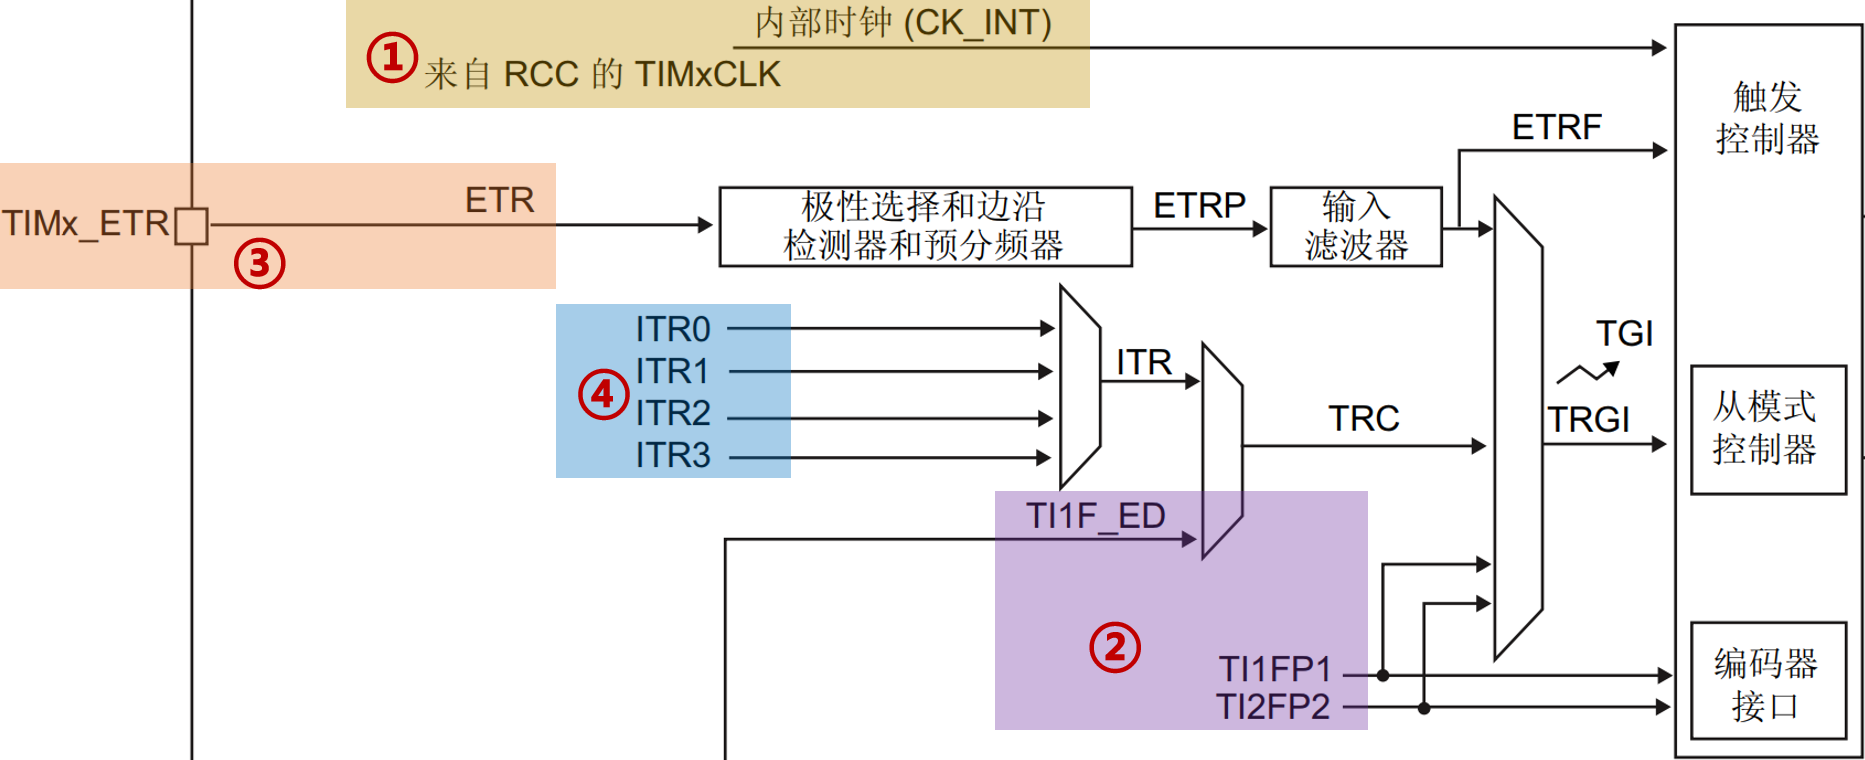 内部时钟 (CK_INT)
① 来自 RCC 的 TIMxCLK
触发
控制器
ETRF
TIMx_ETR
ETR
③
极性选择和边沿
检测器和预分频器
ETRP
输入
滤波器
ITR0
ITR1
ITR2
ITR3
④
ITR
TRC
TGI
TRGI
从模式
控制器
TI1F_ED
②
TI1FP1
TI2FP2
编码器
接口